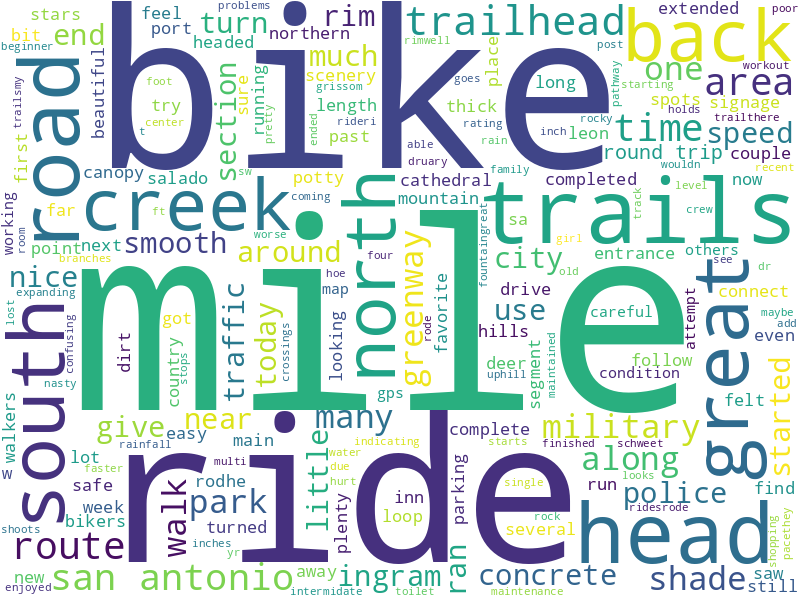 stars
bit
end
beginner
feel
port
problems
turn
headed
rim
northern
much
scenery
grissom
length
past
trailhead
rimwell
post
extended
poor
back
one
workout
pathway
starting
area
holds
signage
spots
trailthere
speed
couple
time
round trip
place
long
goes
thick
rating
rocky
inch
leon
able
druary
rain
family
wouldn
bike
foot
try
center
t
section
sure
running
pretty
ended
rideri
beautiful
road
trailsmy
first
canopy
salado
sw
coming
potty
cathedral
mountain
completed
level
now
recent
working
room
far
ft
creek
worse
four
north
sa
trails
track
crew
others
see
dr
girl
old
entrance
city
fountaingreat
point
next
smooth
around
branches
nice
hoe
map
gps
looking
greenway
favorite
rode
drive
use
hills
deer
uphill
segment
maintained
careful
follow
condition
attempt
connect
maybe
add
even
felt
great
started
expanding
lost
confusing
nasty
south
dirt
country
stops
got
traffic
today
crossings
mile
walkers
w
lot
give
near
easy
rainfall
main
many
little
water
due
hurt
indicating
complete
starts
military
finished
schweet
along
run
looks
find
safe
week
bikers
multi
walk
rodhe
park
turned
inches
yr
inn
loop
plenty
parking
single
several
rock
police
ridesrode
head
shade
saw
still
shopping
pacethey
route
faster
shoots
new
enjoyed
san antonio
away
intermidate
ingram
toilet
ran
concrete
maintenance
ride